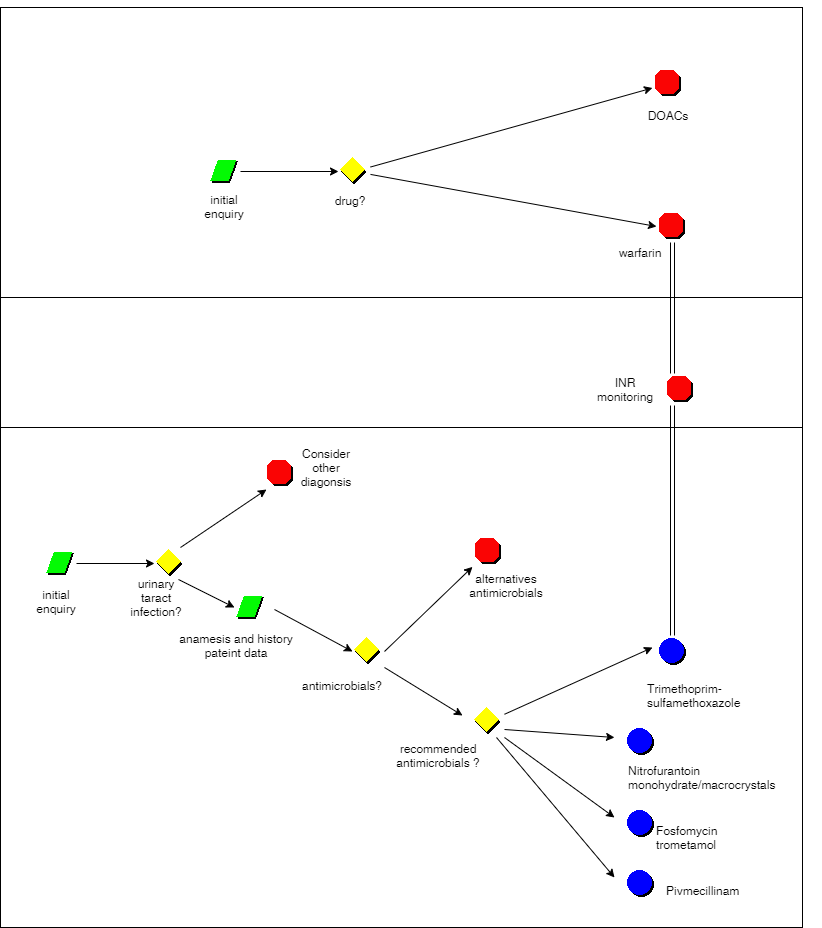 DOACs
initial
enquiry
drug?
warfarin
INR
monitoring
Consider
other
diagonsis
initial
enquiry
urinary
taract
infection?
alternatives
antimicrobials
anamesis and history
pateint data
antimicrobials?
Trimethoprim-
sulfamethoxazole
recommended
antimicrobials ?
Nitrofurantoin
monohydrate/macrocrystals
Fosfomycin
trometamol
Pivmecillinam